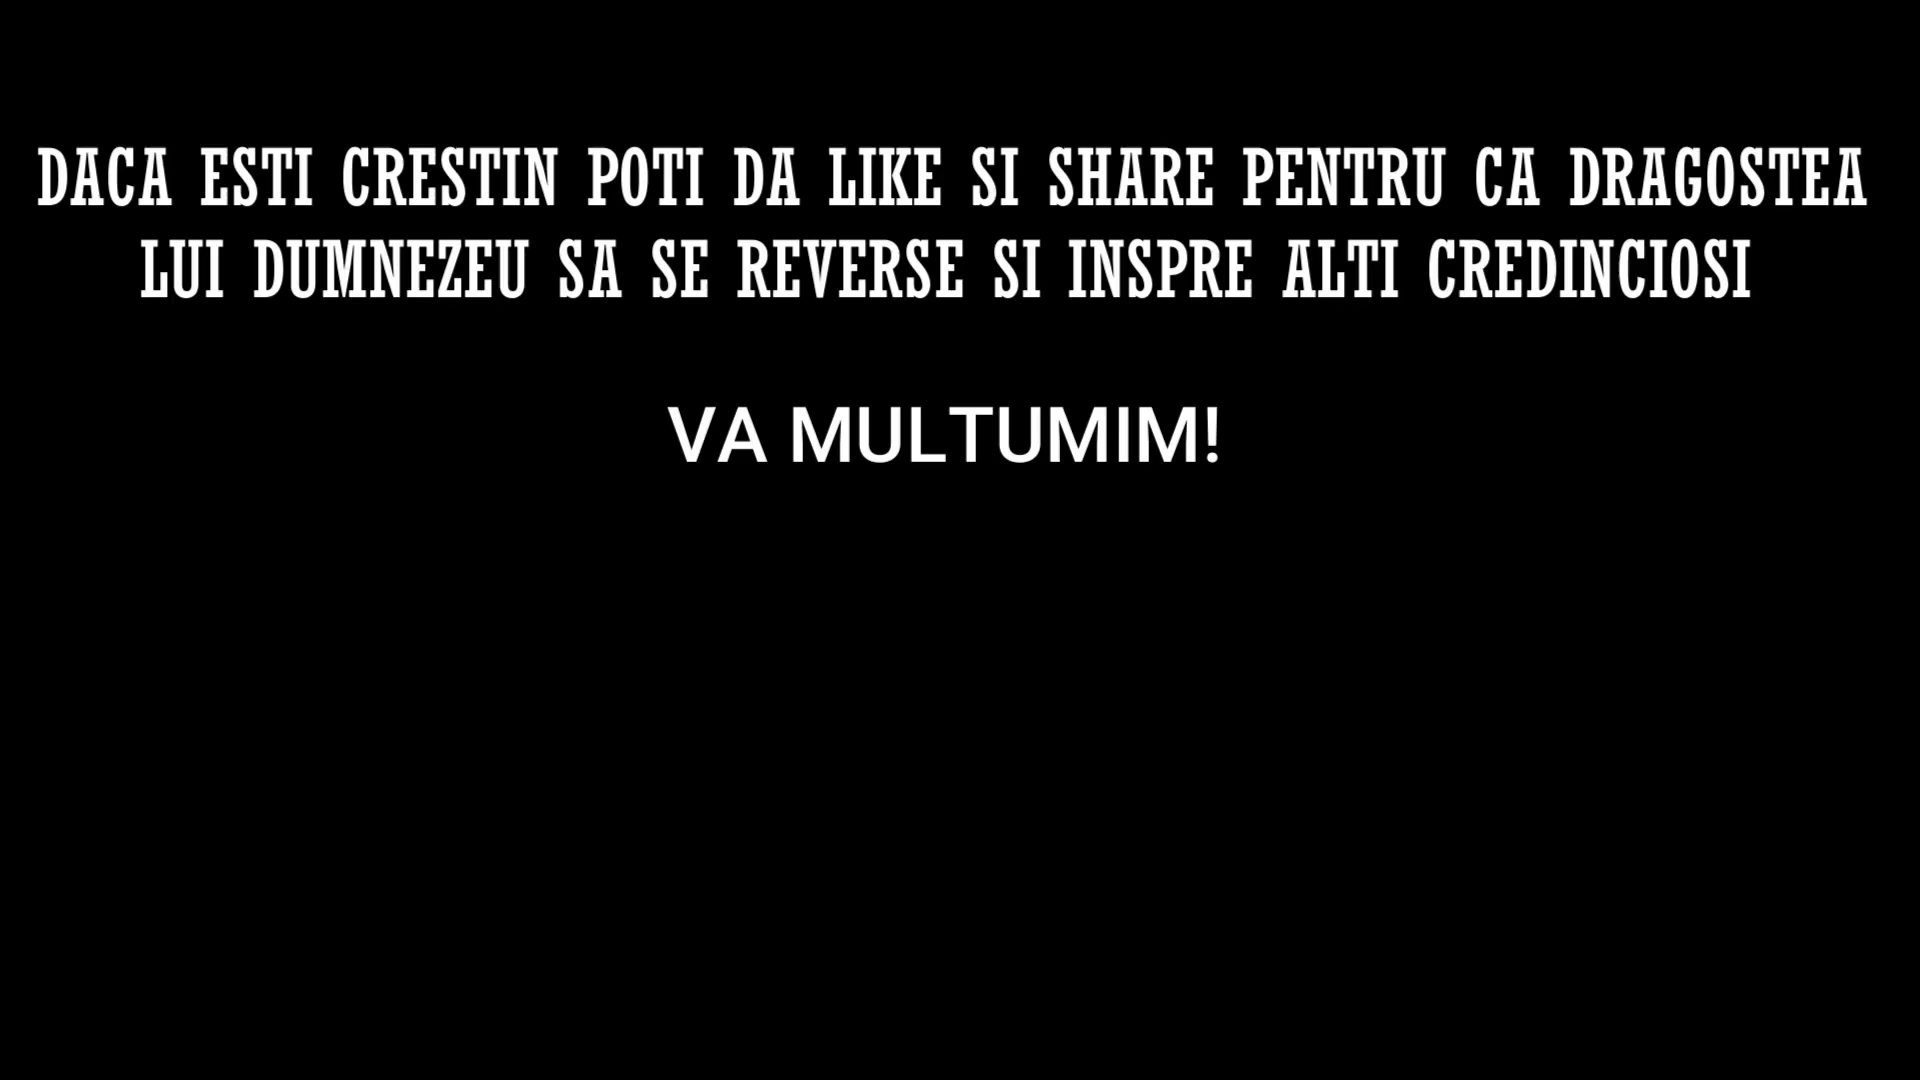 DACA ESTI CRESTIN POTI DA LIKE SI SHARE PENTRU CA DRAGOSTEA
LUI DUMNEZEU SA SE REVERSE SI INSPRE ALTI CREDINCIOSI
VA MULTUMIM!